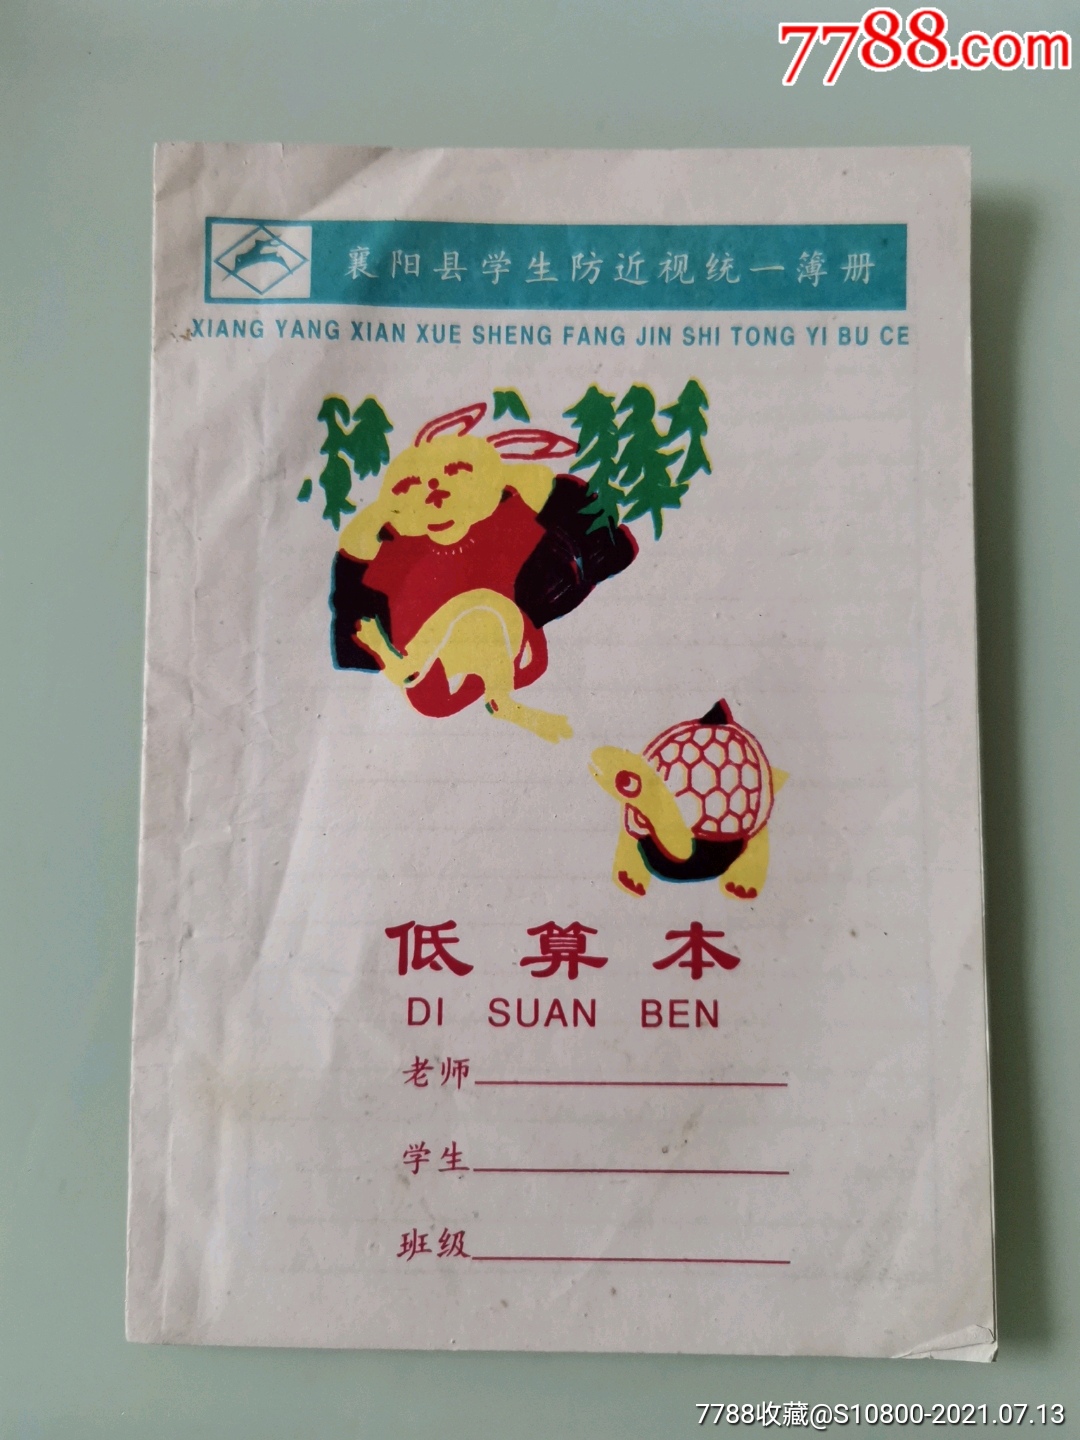 7788.com
襄阳县学生防近视统一簿册
XIANG YANG XIAN XUE SHENG FANG JIN SHI TONG YI BU CE
低算本
DI SUAN BEN
老师
学生
班级
7788收藏@S10800-2021.07.13